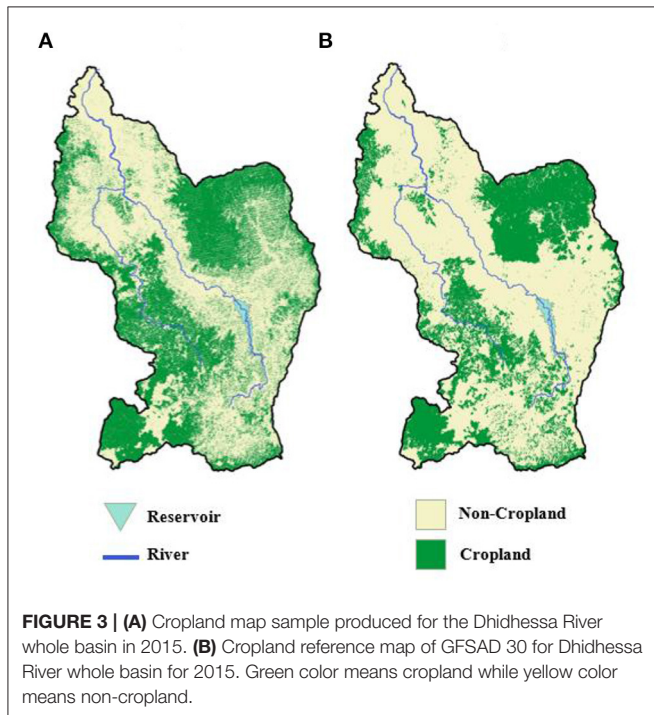 A
B
Reservoir
River
Non-Cropland
Cropland
FIGURE 3 | (A) Cropland map sample produced for the Dhidhessa River
whole basin in 2015. (B) Cropland reference map of GFSAD 30 for Dhidhessa
River whole basin for 2015. Green color means cropland while yellow color
means non-cropland.